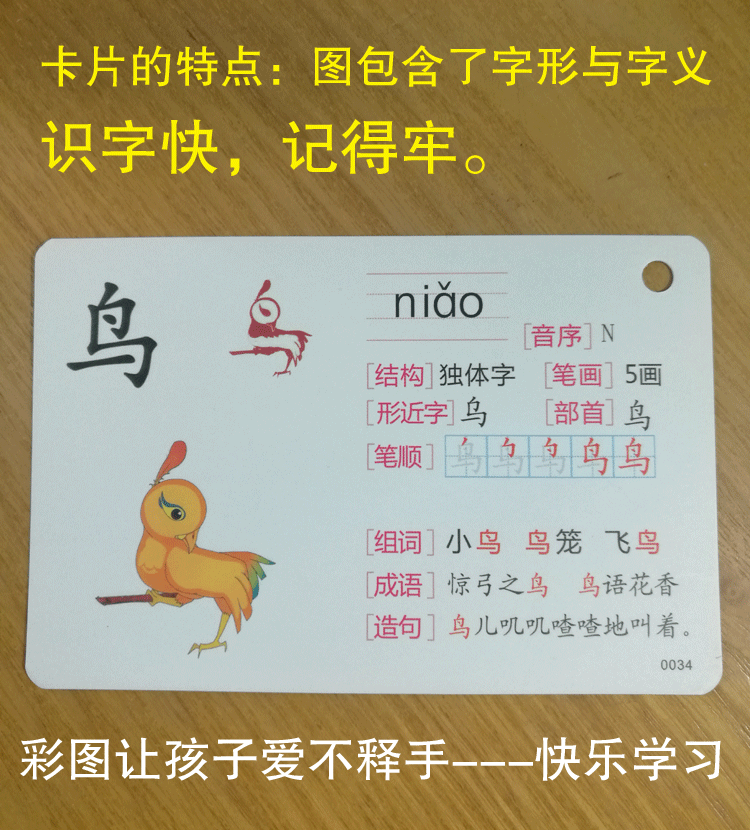 卡片的特点：图包含了字形与字义
识字快，记得牢。
鸟
niǎo
[音序] N
[结构] 独体字 [笔画] 5画
[形近字] 乌 [部首] 鸟
[笔顺] 鸟 鸟 鸟 鸟 鸟
[组词] 小鸟 鸟笼 飞鸟
[成语] 惊弓之鸟 鸟语花香
[造句] 鸟儿叽叽喳喳地叫着。
0034
彩图让孩子爱不释手---快乐学习